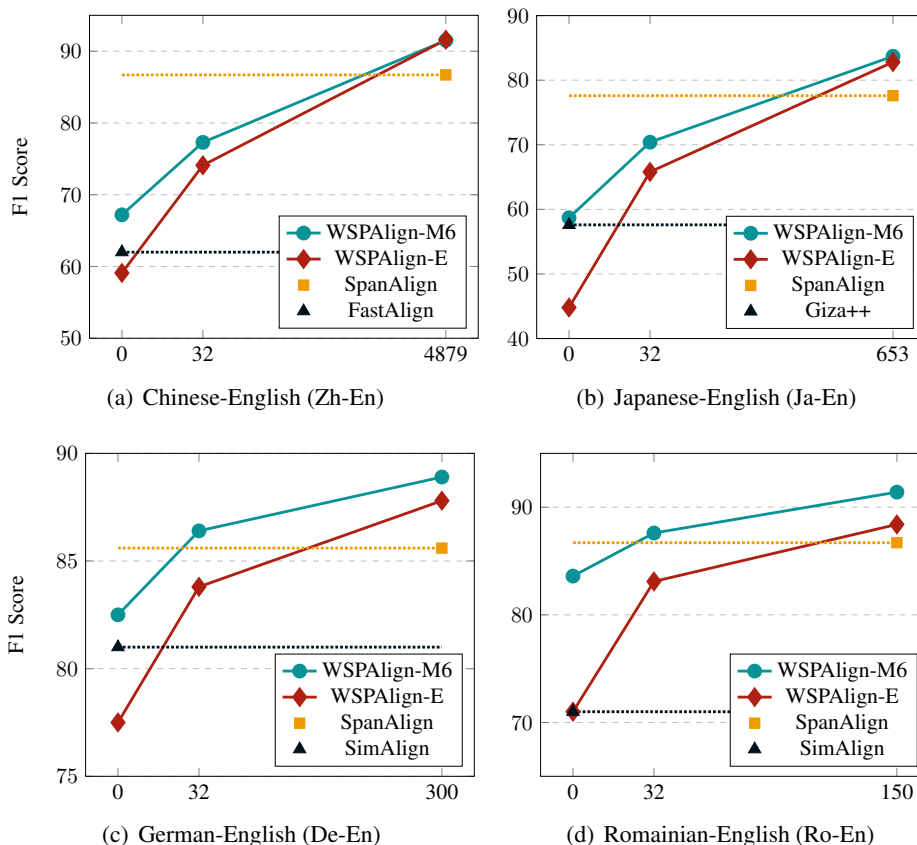 90
80
70
60
50
F1 Score
WSPAlign-M6
WSPAlign-E
SpanAlign
FastAlign
0 32 4879
(a) Chinese-English (Zh-En)
90
80
70
60
50
40
WSPAlign-M6
WSPAlign-E
SpanAlign
Giza++
0 32 653
(b) Japanese-English (Ja-En)
90
85
80
75
F1 Score
WSPAlign-M6
WSPAlign-E
SpanAlign
SimAlign
0 32 300
(c) German-English (De-En)
90
80
70
WSPAlign-M6
WSPAlign-E
SpanAlign
SimAlign
0 32 150
(d) Romainian-English (Ro-En)